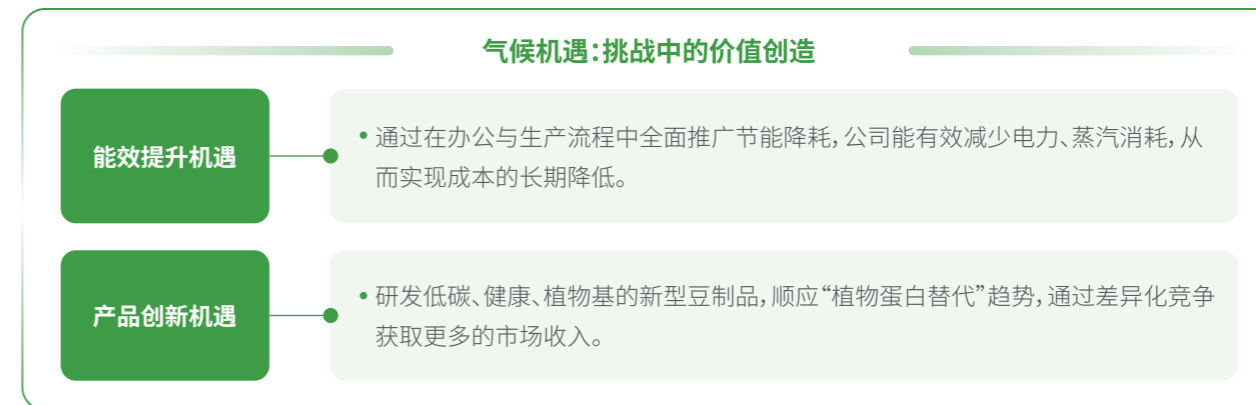 气候机遇：挑战中的价值创造
能效提升机遇
• 通过在办公与生产流程中全面推广节能降耗，公司能有效减少电力、蒸汽消耗，从
而实现成本的长期降低。
产品创新机遇
• 研发低碳、健康、植物基的新型豆制品，顺应“植物蛋白替代”趋势，通过差异化竞争
获取更多的市场收入。